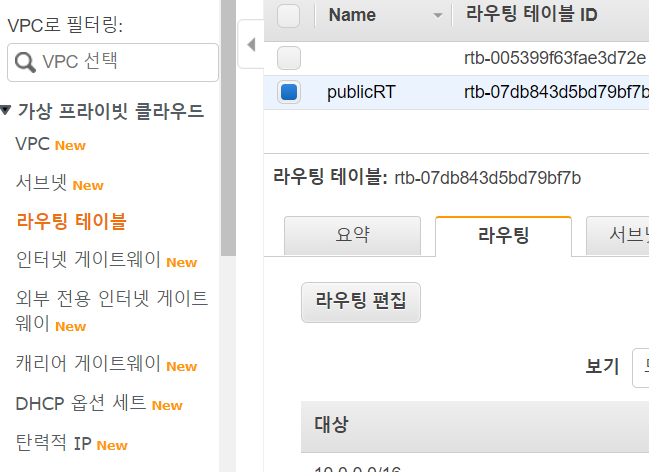 VPC로 필터링:
VPC 선택
가상 프라이빗 클라우드
VPC New
서브넷 New
라우팅 테이블
인터넷 게이트웨이 New
외부 전용 인터넷 게이트
웨이 New
캐리어 게이트웨이 New
DHCP 옵션 세트 New
탄력적 IP New
Name 라우팅 테이블 ID
rtb-005399f63fae3d72e
publicRT rtb-07db843d5bd79bf7b
라우팅 테이블: rtb-07db843d5bd79bf7b
요약 라우팅 서브넷
라우팅 편집
보기
대상
10.0.0.0/16